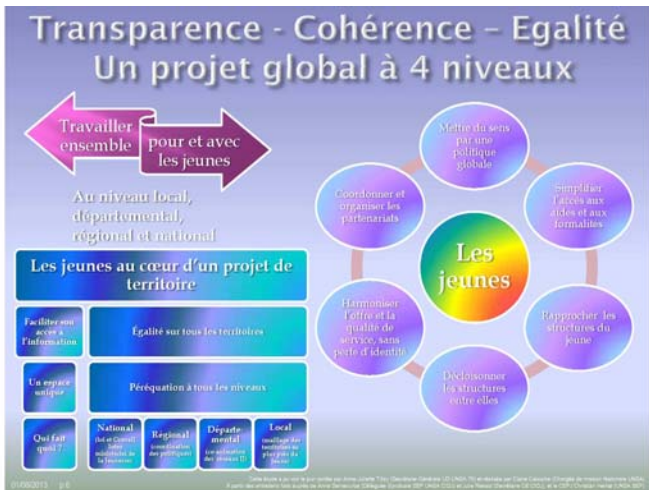 Transparence - Cohérence – Egalité
Un projet global à 4 niveaux
Travailler
ensemble
pour et avec
les jeunes
Au niveau local,
départemental,
régional et national
Les jeunes au cœur d'un projet de
territoire
Faciliter son
accès à
l'information
Égalité sur tous les territoires
Un espace
unique
Péréquation à tous les niveaux
Qui fait
quoi ?
National
Régional
Départe-
mental
Local
Mettre du sens
par une
politique
globale
Simplifier
l'accès aux
aides et aux
formalités
Rapprocher les
structures du
jeune
Décloisonner
les structures
entre elles
Harmoniser
l'offre et la
qualité de
service, sans
perte d'identité
Coordonner et
organiser les
partenariats
Les
jeunes
01/06/2013 p.6